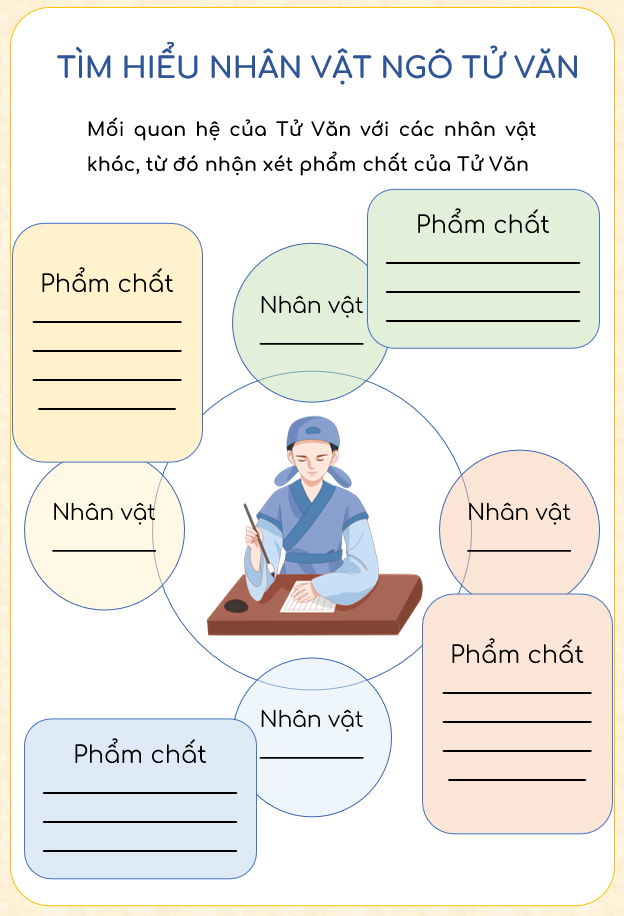 TÌM HIỂU NHÂN VẬT NGÔ TỬ VĂN
Mối quan hệ của Tử Văn với các nhân vật
khác, từ đó nhận xét phẩm chất của Tử Văn
Phẩm chất
Phẩm chất
Nhân vật
Nhân vật
Nhân vật
Phẩm chất
Nhân vật
Phẩm chất